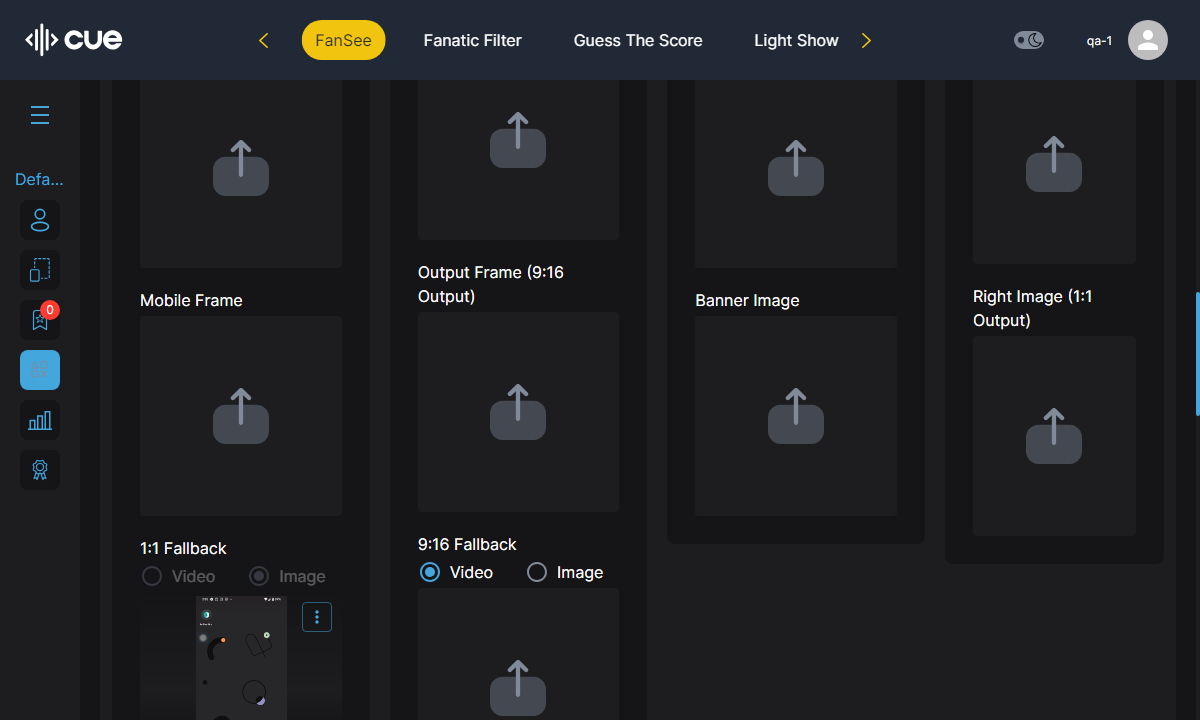 cue
FanSee
Fanatic Filter
Guess The Score
Light Show
qa-1
Defa...
0
Mobile Frame
Output Frame (9:16
Output)
Banner Image
Right Image (1:1
Output)
1:1 Fallback
Video
Image
9:16 Fallback
Video
Image